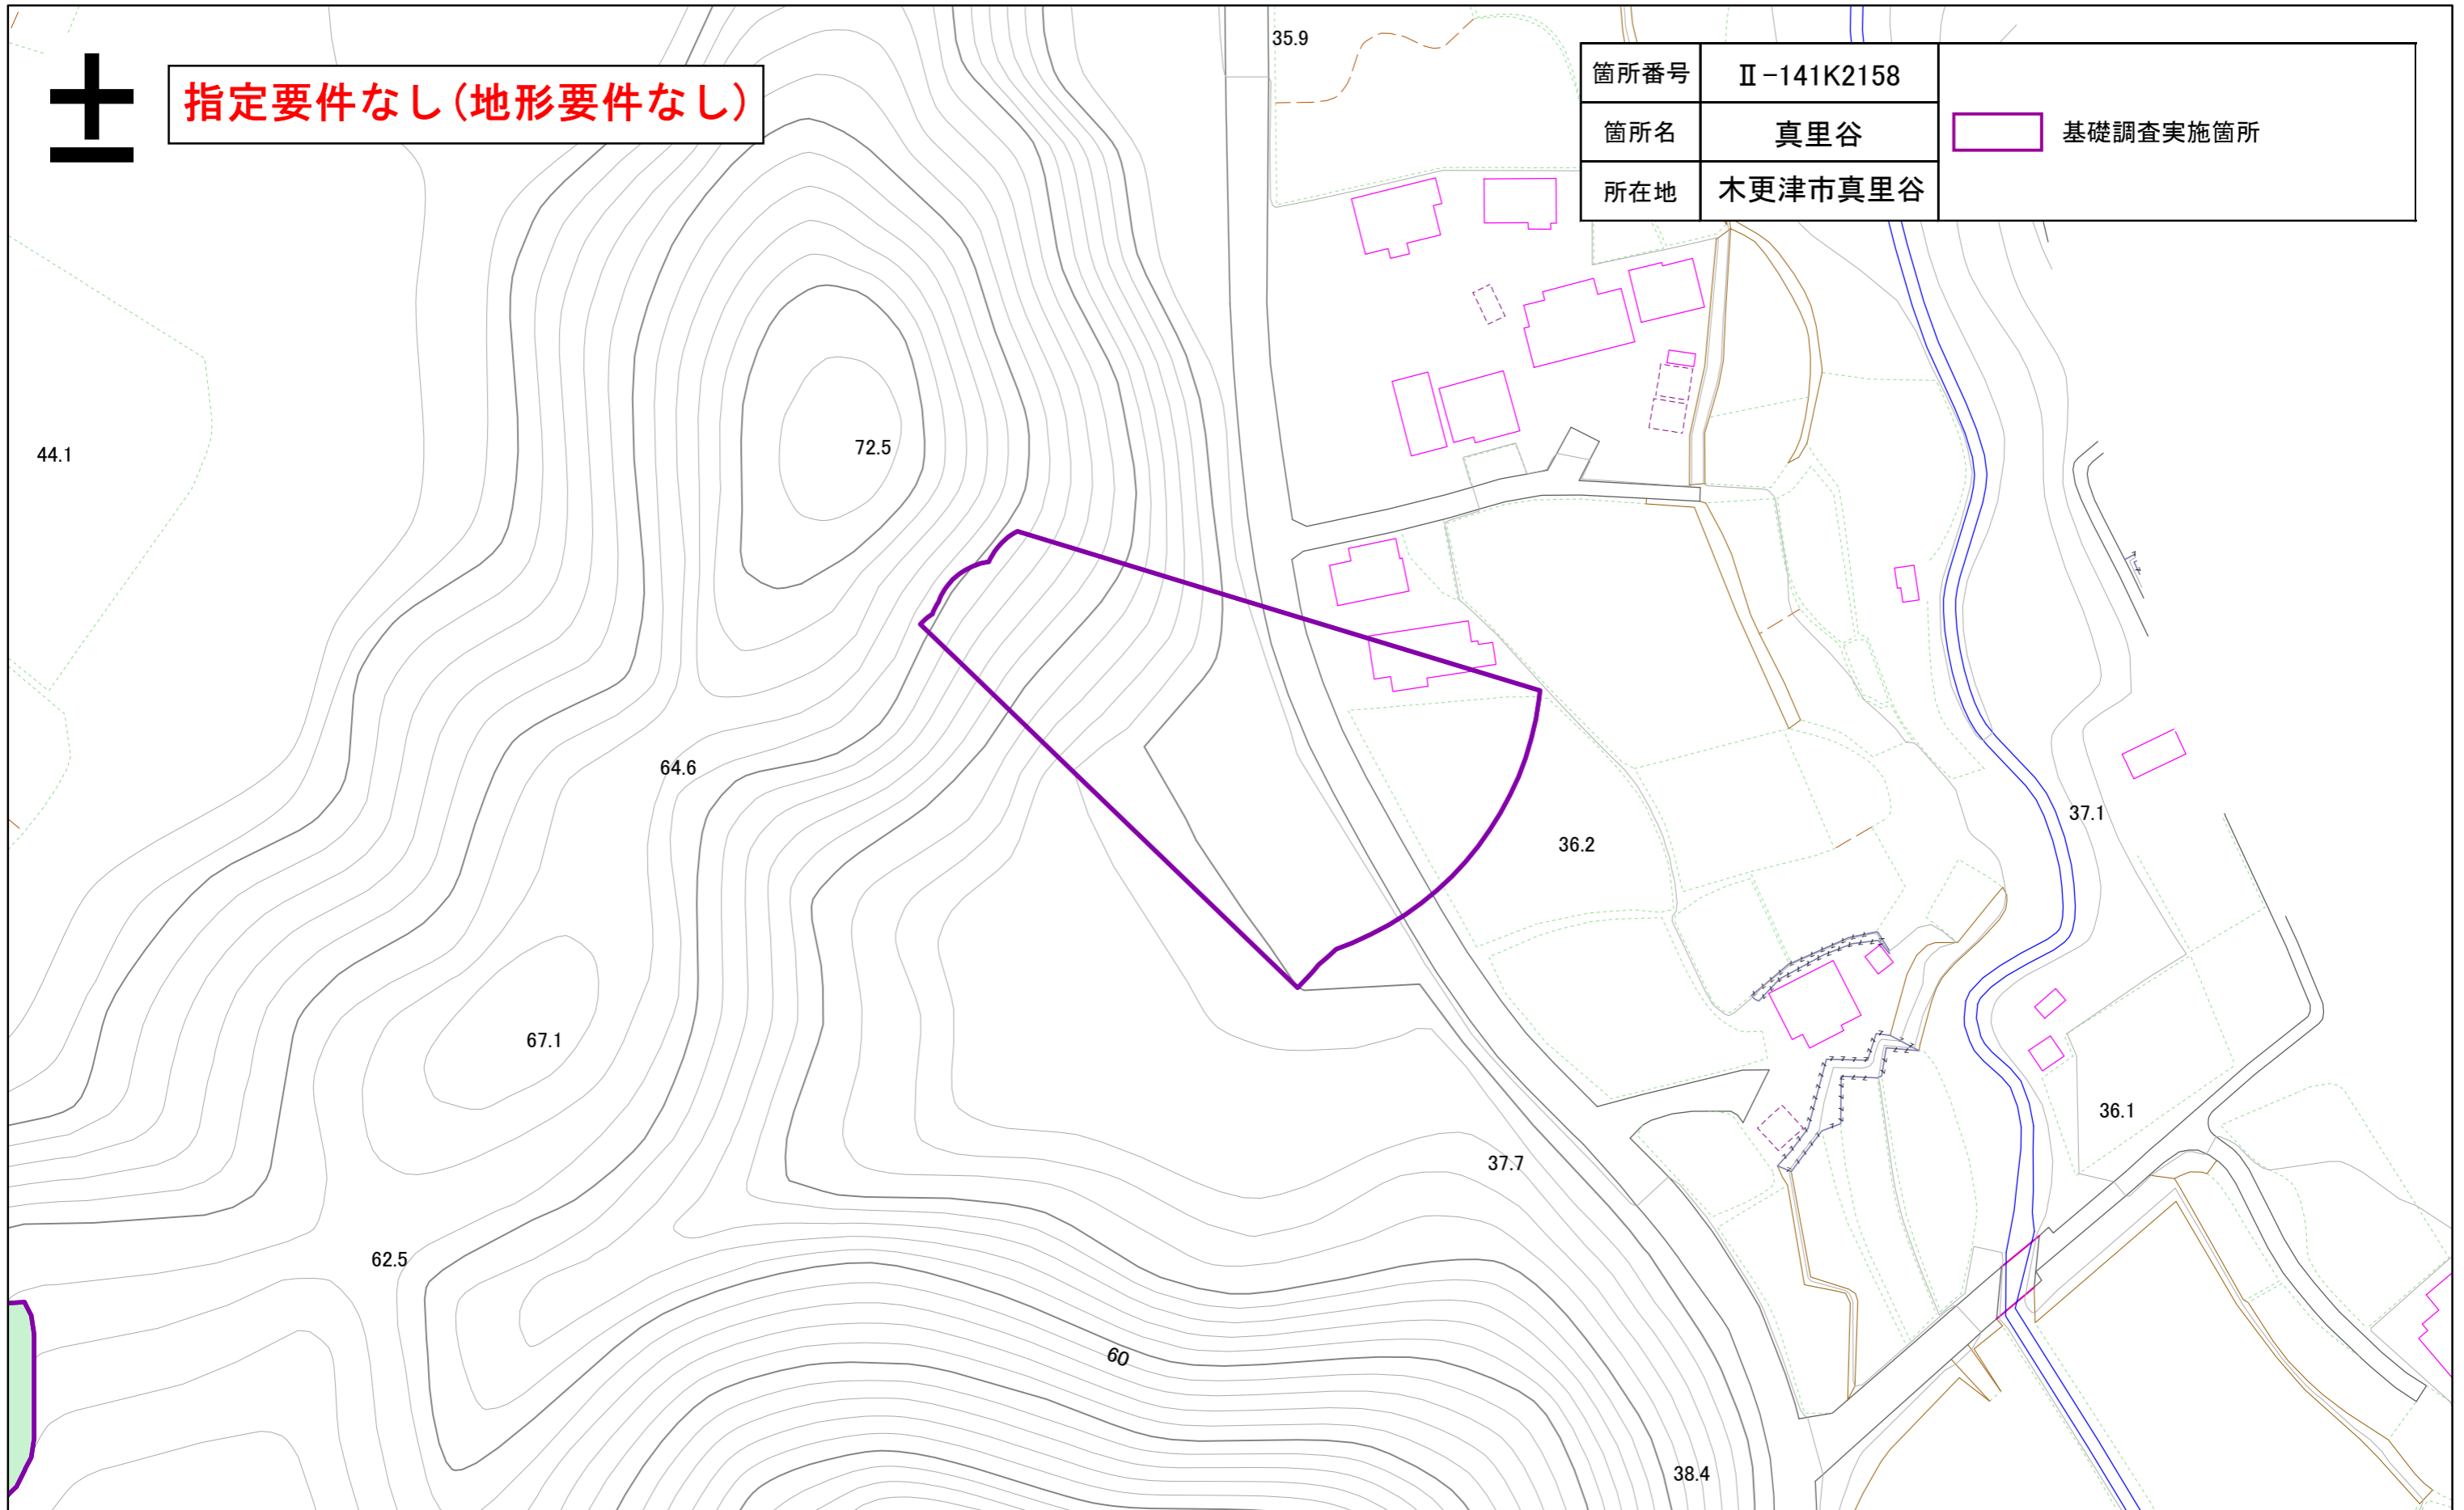 指定要件なし(地形要件なし)
箇所番号 Ⅱ-141K2158
箇所名 真里谷
所在地 木更津市真里谷
基礎調査実施箇所
35.9
44.1
72.5
64.6
37.1
36.2
67.1
36.1
37.7
62.5
60
38.4